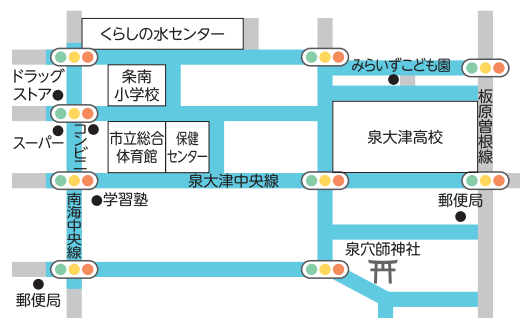 くらしの水センター
ドラッグ
ストア
条南
小学校
みらいずこども園
スーパー
コンビニ
市立総合
体育館
保健
センター
泉大津高校
板原曽根線
泉大津中央線
南海中央線
学習塾
郵便局
泉穴師神社
郵便局